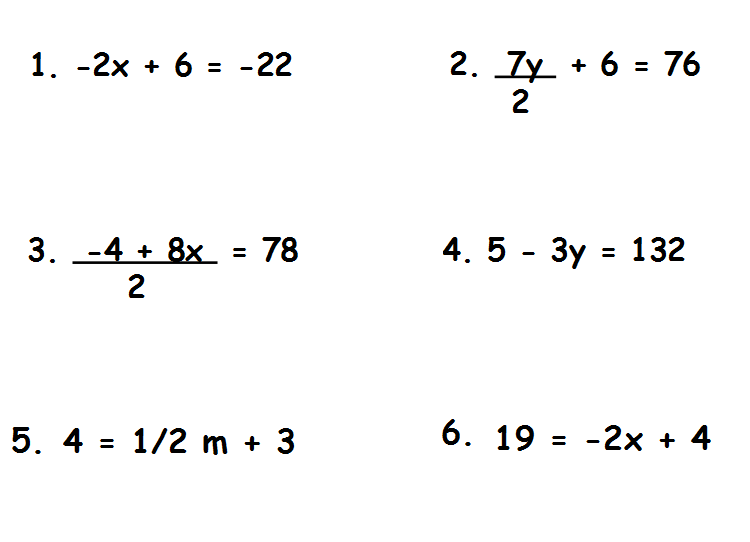 1. -2x + 6 = -22
2. 7y + 6 = 76
2
3. -4 + 8x = 78
2
4. 5 - 3y = 132
5. 4 = 1/2 m + 3
6. 19 = -2x + 4